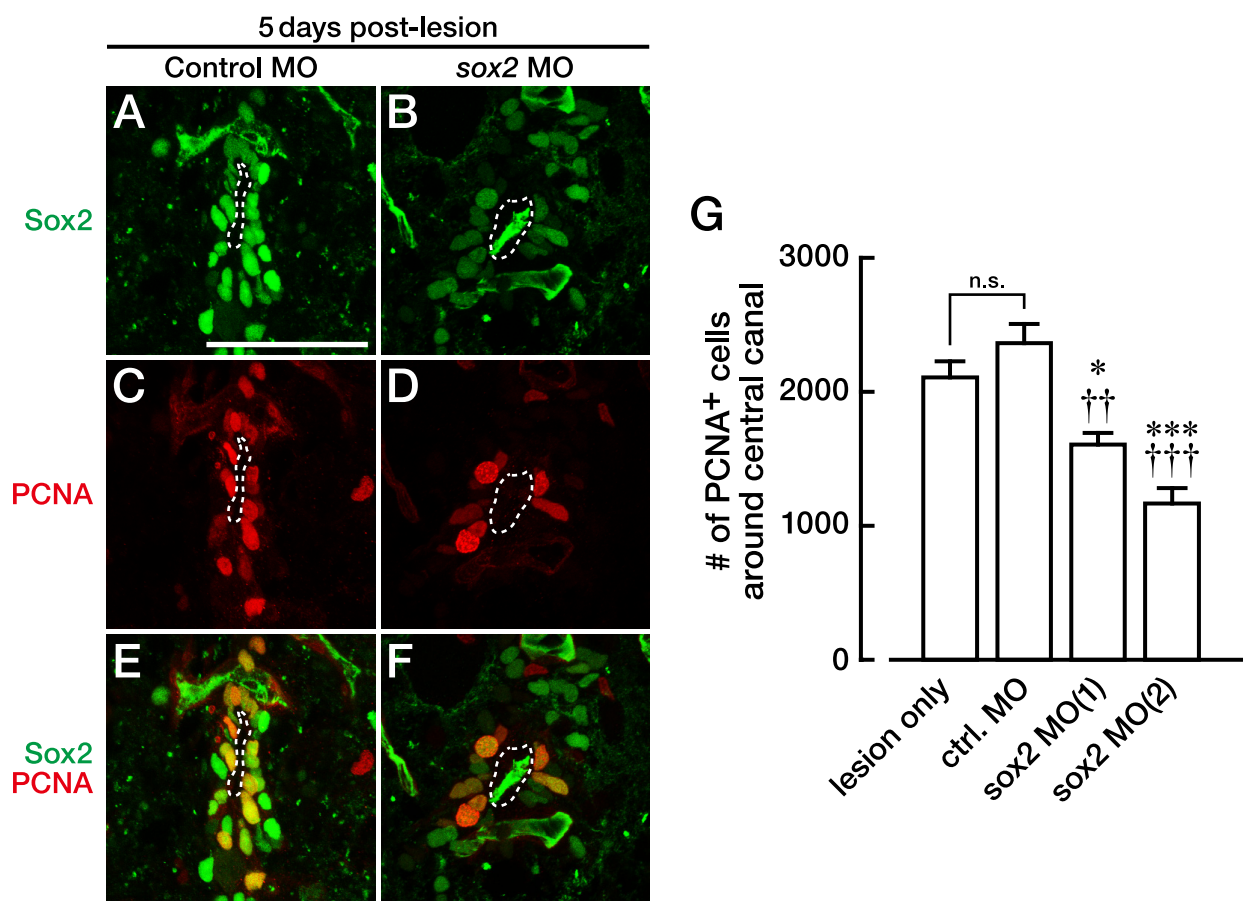 5 days post-lesion
Control MO
sox2 MO
A
B
Sox2
C
D
PCNA
E
F
Sox2
PCNA
G
# of PCNA+ cells
around central canal
3000
2000
1000
0
n.s.
*
††
***
†††
lesion only
ctrl. MO
sox2 MO(1)
sox2 MO(2)